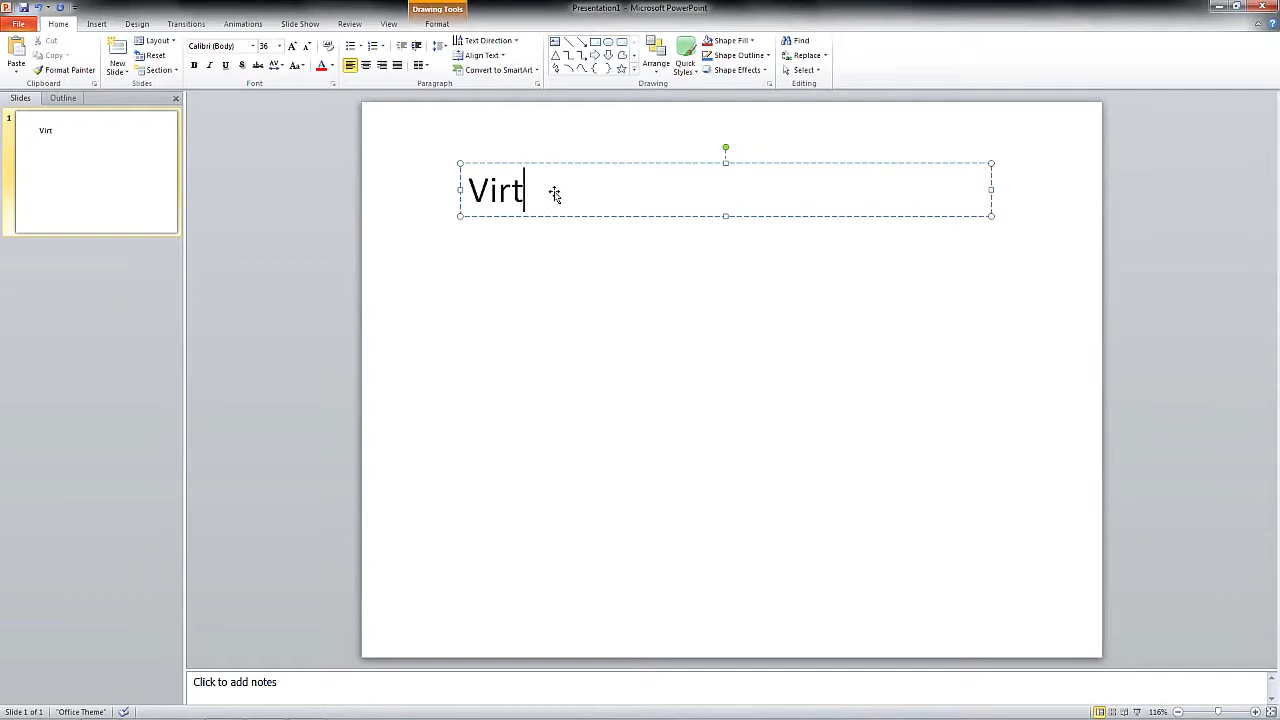 Drawing Tools
Presentation1 - Microsoft PowerPoint
File Home Insert Design Transitions Animations Slide Show Review View Format
Paste
Cut
Copy
Format Painter
Clipboard
New
Slide
Layout
Reset
Section
Slides
Calibri (Body) 36
B I U S abc AV Aa A
Font
Text Direction
Align Text
Convert to SmartArt
Paragraph
Arrange
Quick
Styles
Shape Fill
Shape Outline
Shape Effects
Drawing
Find
Replace
Select
Editing
Slides Outline
1
Virt
Virt
Click to add notes
Slide 1 of 1 "Office Theme" 116%